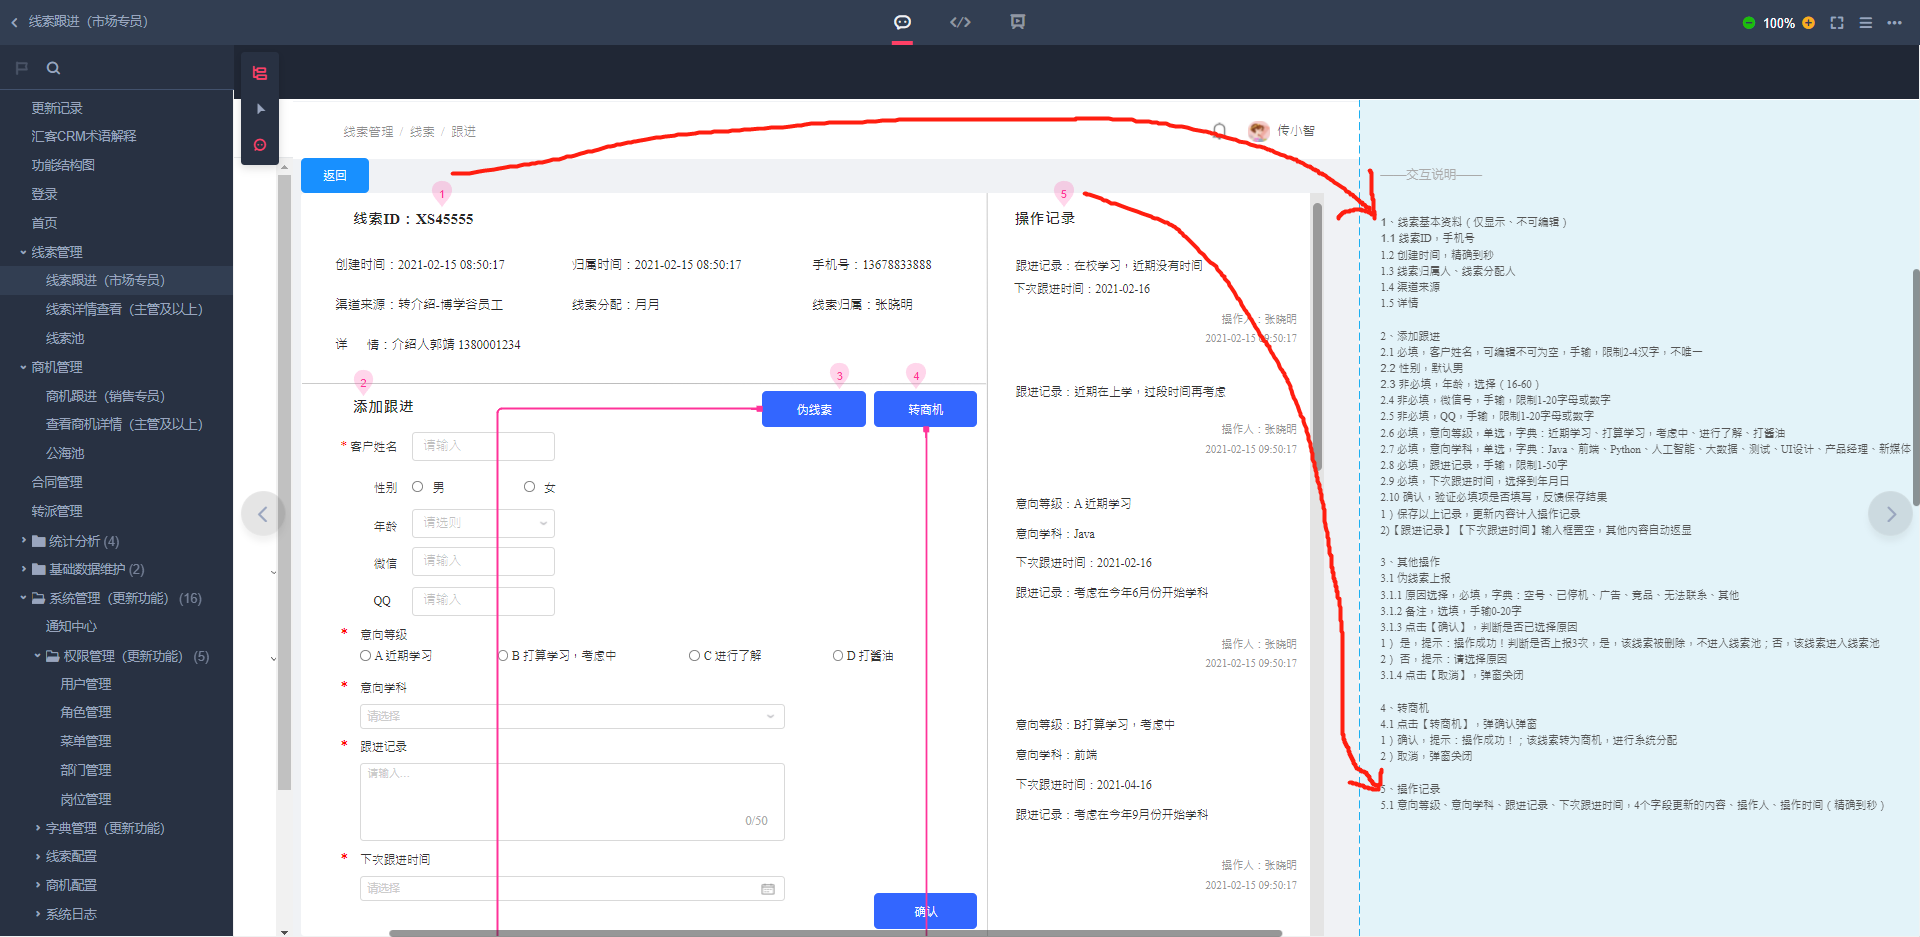 线索跟进（市场专员）
100%
更新记录
汇客CRM术语解释
功能结构图
登录
首页
线索管理
线索跟进（市场专员）
线索详情查看（主管及以上）
线索池
商机管理
商机跟进（销售专员）
查看商机详情（主管及以上）
公海池
合同管理
转派管理
统计分析 (4)
基础数据维护 (2)
系统管理（更新功能） (16)
通知中心
权限管理（更新功能） (5)
用户管理
角色管理
菜单管理
部门管理
岗位管理
字典管理（更新功能）
线索配置
商机配置
系统日志
线索管理 / 线索 / 跟进
传小智
返回
1
线索ID：XS45555
创建时间：2021-02-15 08:50:17
归属时间：2021-02-15 08:50:17
手机号：13678833888
渠道来源：转介绍-博学谷员工
线索分配：月月
线索归属：张晓明
详 情：介绍人郭靖 1380001234
2
添加跟进
3
伪线索
4
转商机
* 客户姓名 请输入
性别 男 女
年龄 请选则
微信 请输入
QQ 请输入
* 意向等级
A 近期学习 B 打算学习，考虑中 C 进行了解 D 打酱油
* 意向学科
请选择
* 跟进记录
请输入...
0/50
* 下次跟进时间
请选择
确认
5
操作记录
跟进记录：在校学习，近期没有时间
下次跟进时间：2021-02-16
操作人：张晓明
2021-02-15 09:50:17
跟进记录：近期在上学，过段时间再考虑
操作人：张晓明
2021-02-15 09:50:17
意向等级：A 近期学习
意向学科：Java
下次跟进时间：2021-02-16
跟进记录：考虑在今年6月份开始学科
操作人：张晓明
2021-02-15 09:50:17
意向等级：B打算学习，考虑中
意向学科：前端
下次跟进时间：2021-04-16
跟进记录：考虑在今年9月份开始学科
操作人：张晓明
2021-02-15 09:50:17
——交互说明——
1、线索基本资料（仅显示、不可编辑）
1.1 线索ID，手机号
1.2 创建时间，精确到秒
1.3 线索归属人、线索分配人
1.4 渠道来源
1.5 详情
2、添加跟进
2.1 必填，客户姓名，可编辑不可为空，手输，限制2-4汉字，不唯一
2.2 性别，默认男
2.3 非必填，年龄，选择（16-60）
2.4 非必填，微信号，手输，限制1-20字母或数字
2.5 非必填，QQ，手输，限制1-20字母或数字
2.6 必填，意向等级，单选，字典：近期学习、打算学习，考虑中、进行了解、打酱油
2.7 必填，意向学科，单选，字典：Java、前端、Python、人工智能、大数据、测试、UI设计、产品经理、新媒体
2.8 必填，跟进记录，手输，限制1-50字
2.9 必填，下次跟进时间，选择到年月日
2.10 确认，验证必填项是否填写，反馈保存结果
1）保存以上记录，更新内容计入操作记录
2)【跟进记录】【下次跟进时间】输入框置空，其他内容自动返显
3、其他操作
3.1 伪线索上报
3.1.1 原因选择，必填，字典：空号、已停机、广告、竞品、无法联系、其他
3.1.2 备注，选填，手输0-20字
3.1.3 点击【确认】，判断是否已选择原因
1） 是，提示：操作成功！判断是否上报3次，是，该线索被删除，不进入线索池；否，该线索进入线索池
2） 否，提示：请选择原因
3.1.4 点击【取消】，弹窗关闭
4、转商机
4.1 点击【转商机】，弹确认弹窗
1）确认，提示：操作成功！；该线索转为商机，进行系统分配
2）取消，弹窗关闭
5、操作记录
5.1 意向等级、意向学科、跟进记录、下次跟进时间，4个字段更新的内容、操作人、操作时间（精确到秒）